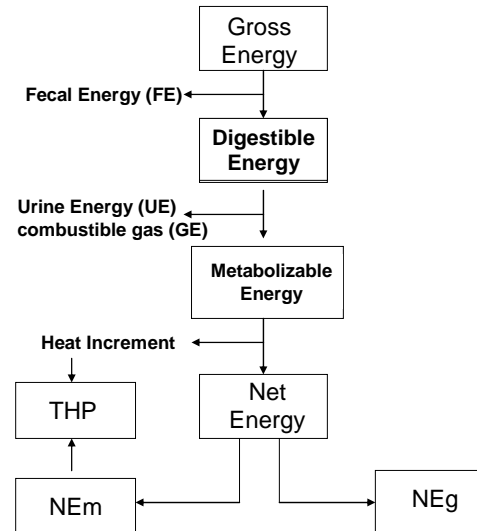 Gross
Energy
Fecal Energy (FE)
Digestible
Energy
Urine Energy (UE)
combustible gas (GE)
Metabolizable
Energy
Heat Increment
THP
Net
Energy
NEm
NEg